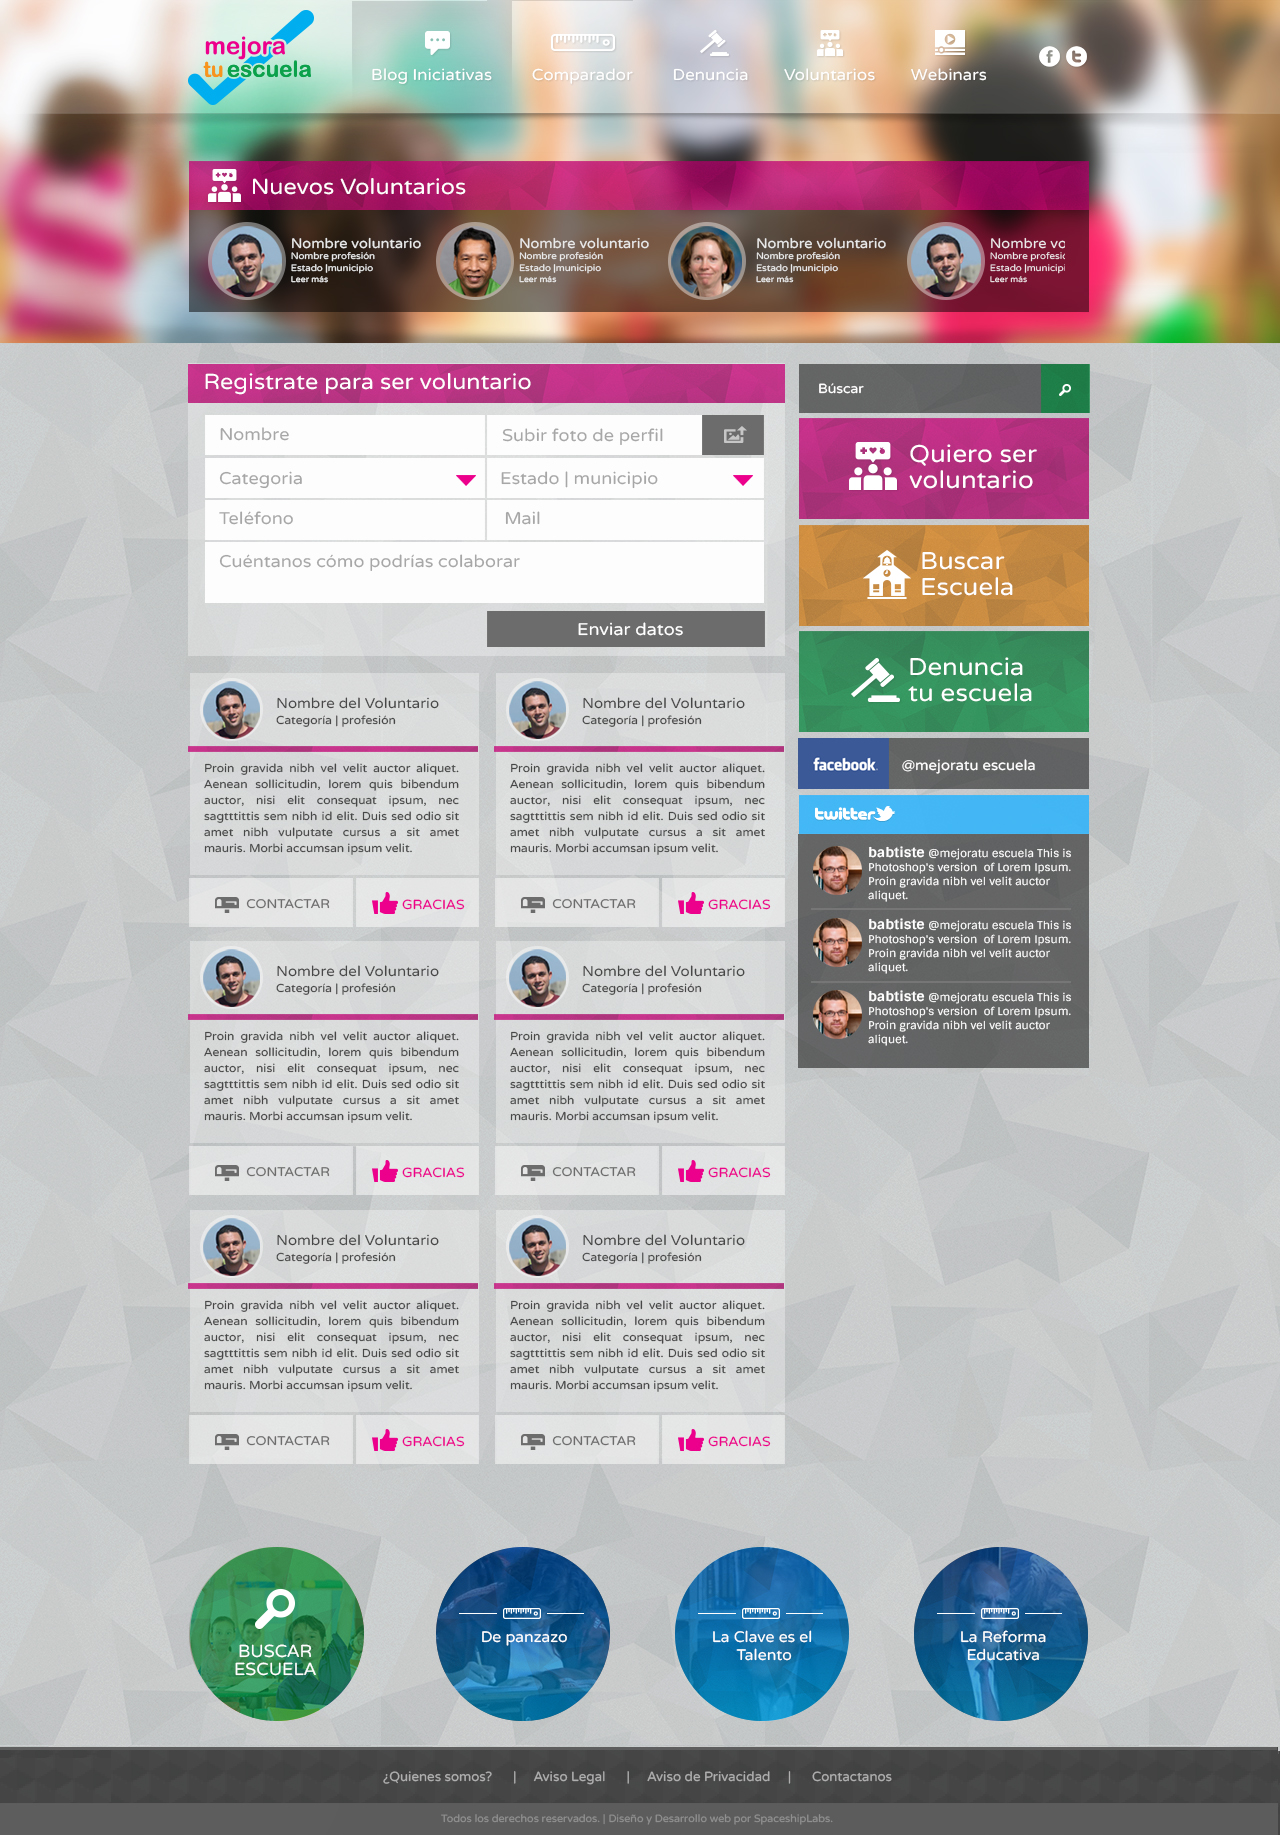 mejora
tu escuela
Blog Iniciativas
Comparador
Denuncia
Voluntarios
Webinars
Nuevos Voluntarios
Nombre voluntario
Nombre profesión
Estado |municipio
Leer más
Nombre voluntario
Nombre profesión
Estado |municipio
Leer más
Nombre voluntario
Nombre profesión
Estado |municipio
Leer más
Nombre vo
Nombre profesic
Estado |municipi
Leer más
Registrate para ser voluntario
Nombre
Subir foto de perfil
Categoria
Estado | municipio
Teléfono
Mail
Cuéntanos cómo podrías colaborar
Enviar datos
Búscar
Quiero ser
voluntario
Buscar
Escuela
Denuncia
tu escuela
facebook.
@mejoratu escuela
twitter
babtiste @mejoratu escuela This is
Photoshop's version of Lorem Ipsum.
Proin gravida nibh vel velit auctor
aliquet.
babtiste @mejoratu escuela This is
Photoshop's version of Lorem Ipsum.
Proin gravida nibh vel velit auctor
aliquet.
babtiste @mejoratu escuela This is
Photoshop's version of Lorem Ipsum.
Proin gravida nibh vel velit auctor
aliquet.
Nombre del Voluntario
Categoría | profesión
Proin gravida nibh vel velit auctor aliquet.
Aenean sollicitudin, lorem quis bibendum
auctor, nisi elit consequat ipsum, nec
sagtttittis sem nibh id elit. Duis sed odio sit
amet nibh vulputate cursus a sit amet
mauris. Morbi accumsan ipsum velit.
CONTACTAR
GRACIAS
Nombre del Voluntario
Categoría | profesión
Proin gravida nibh vel velit auctor aliquet.
Aenean sollicitudin, lorem quis bibendum
auctor, nisi elit consequat ipsum, nec
sagtttittis sem nibh id elit. Duis sed odio sit
amet nibh vulputate cursus a sit amet
mauris. Morbi accumsan ipsum velit.
CONTACTAR
GRACIAS
Nombre del Voluntario
Categoría | profesión
Proin gravida nibh vel velit auctor aliquet.
Aenean sollicitudin, lorem quis bibendum
auctor, nisi elit consequat ipsum, nec
sagtttittis sem nibh id elit. Duis sed odio sit
amet nibh vulputate cursus a sit amet
mauris. Morbi accumsan ipsum velit.
CONTACTAR
GRACIAS
Nombre del Voluntario
Categoría | profesión
Proin gravida nibh vel velit auctor aliquet.
Aenean sollicitudin, lorem quis bibendum
auctor, nisi elit consequat ipsum, nec
sagtttittis sem nibh id elit. Duis sed odio sit
amet nibh vulputate cursus a sit amet
mauris. Morbi accumsan ipsum velit.
CONTACTAR
GRACIAS
Nombre del Voluntario
Categoría | profesión
Proin gravida nibh vel velit auctor aliquet.
Aenean sollicitudin, lorem quis bibendum
auctor, nisi elit consequat ipsum, nec
sagtttittis sem nibh id elit. Duis sed odio sit
amet nibh vulputate cursus a sit amet
mauris. Morbi accumsan ipsum velit.
CONTACTAR
GRACIAS
Nombre del Voluntario
Categoría | profesión
Proin gravida nibh vel velit auctor aliquet.
Aenean sollicitudin, lorem quis bibendum
auctor, nisi elit consequat ipsum, nec
sagtttittis sem nibh id elit. Duis sed odio sit
amet nibh vulputate cursus a sit amet
mauris. Morbi accumsan ipsum velit.
CONTACTAR
GRACIAS
BUSCAR
ESCUELA
De panzazo
La Clave es el
Talento
La Reforma
Educativa
¿Quienes somos? | Aviso Legal | Aviso de Privacidad | Contactanos
Todos los derechos reservados. | Diseño y Desarrollo web por SpaceshipLabs.